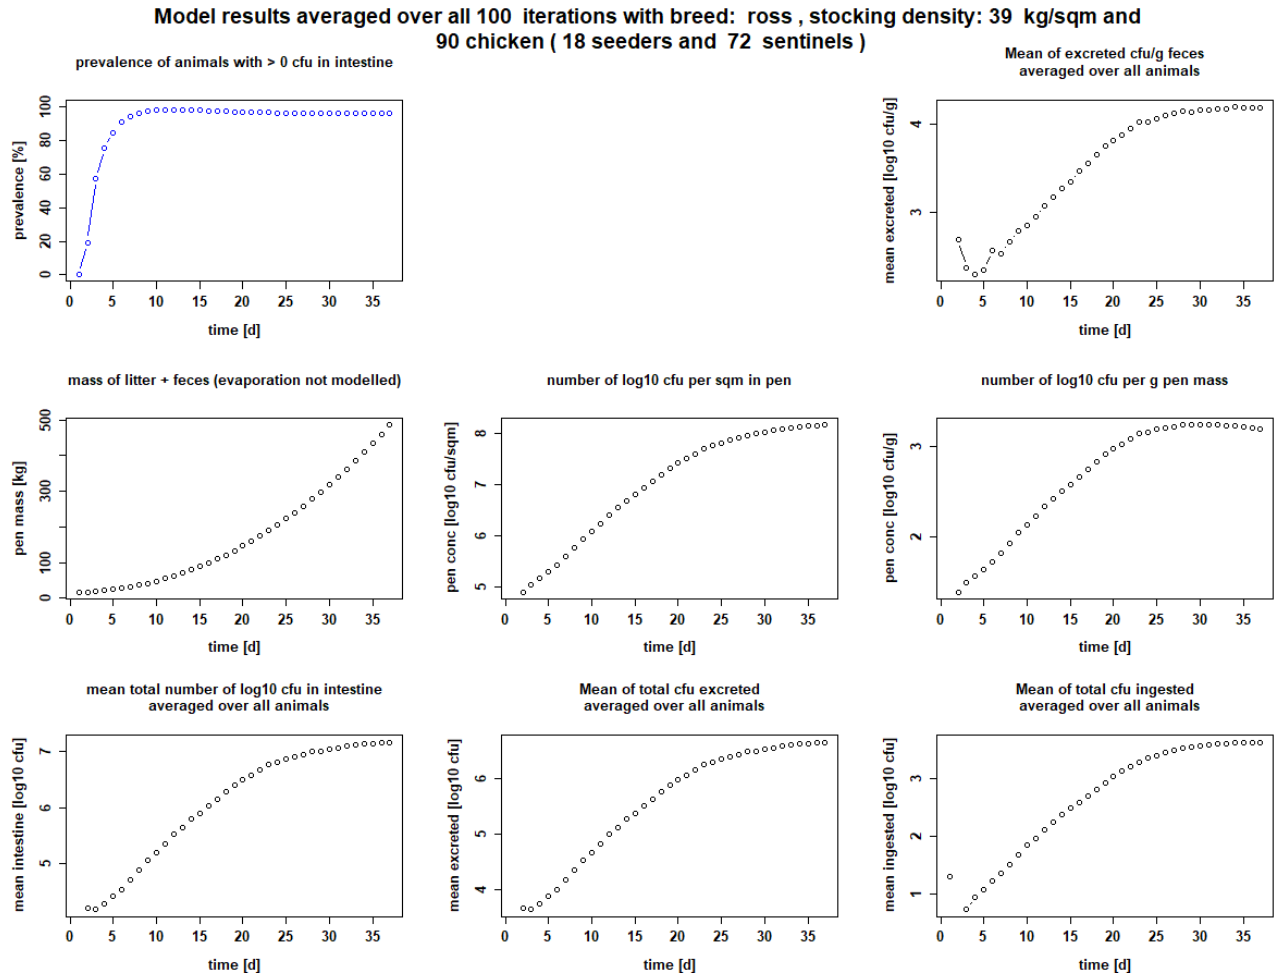 Model results averaged over all 100 iterations with breed: ross , stocking density: 39 kg/sqm and
90 chicken ( 18 seeders and 72 sentinels )
prevalence of animals with > 0 cfu in intestine
prevalence [%]
0 20 40 60 80 100
0 5 10 15 20 25 30 35
time [d]
Mean of excreted cfu/g feces
averaged over all animals
mean excreted [log10 cfu/g]
3 4
0 5 10 15 20 25 30 35
time [d]
mass of litter + feces (evaporation not modelled)
pen mass [kg]
0 100 300 500
0 5 10 15 20 25 30 35
time [d]
number of log10 cfu per sqm in pen
pen conc [log10 cfu/sqm]
5 6 7 8
0 5 10 15 20 25 30 35
time [d]
number of log10 cfu per g pen mass
pen conc [log10 cfu/g]
2 3
0 5 10 15 20 25 30 35
time [d]
mean total number of log10 cfu in intestine
averaged over all animals
mean intestine [log10 cfu]
5 6 7
0 5 10 15 20 25 30 35
time [d]
Mean of total cfu excreted
averaged over all animals
mean excreted [log10 cfu]
4 5 6
0 5 10 15 20 25 30 35
time [d]
Mean of total cfu ingested
averaged over all animals
mean ingested [log10 cfu]
1 2 3
0 5 10 15 20 25 30 35
time [d]